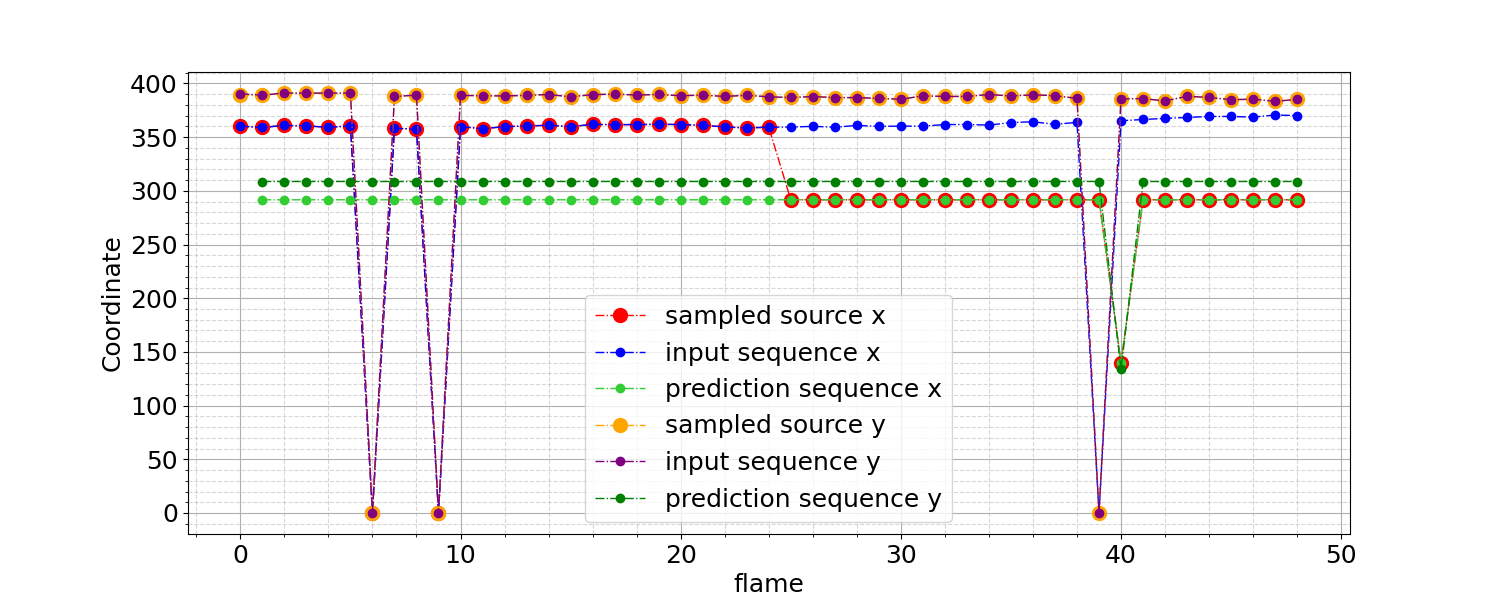 400
350
300
250
200
150
100
50
0
Coordinate
sampled source x
input sequence x
prediction sequence x
sampled source y
input sequence y
prediction sequence y
0 10 20 30 40 50
flame